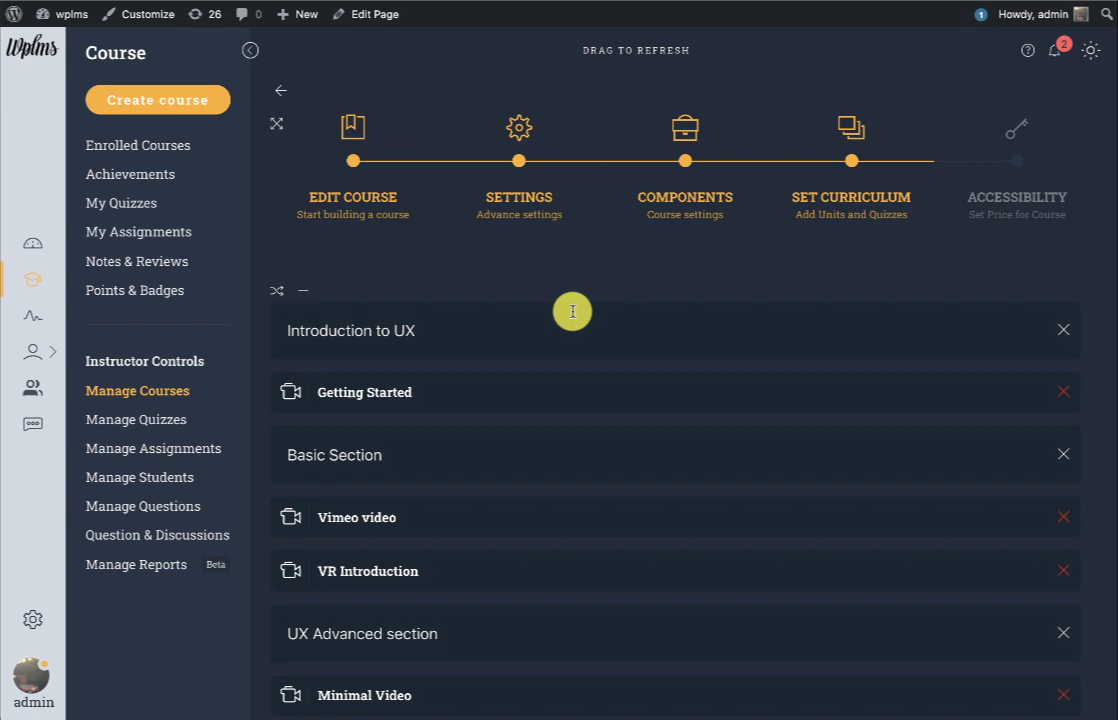 wplms
Customize
26
0
New
Edit Page
1
Howdy, admin
Wplms
Course
DRAG TO REFRESH
2
Create course
Enrolled Courses
Achievements
My Quizzes
My Assignments
Notes & Reviews
Points & Badges
Instructor Controls
Manage Courses
Manage Quizzes
Manage Assignments
Manage Students
Manage Questions
Question & Discussions
Manage Reports Beta
admin
EDIT COURSE
Start building a course
SETTINGS
Advance settings
COMPONENTS
Course settings
SET CURRICULUM
Add Units and Quizzes
ACCESSIBILITY
Set Price for Course
Introduction to UX
Getting Started
Basic Section
Vimeo video
VR Introduction
UX Advanced section
Minimal Video